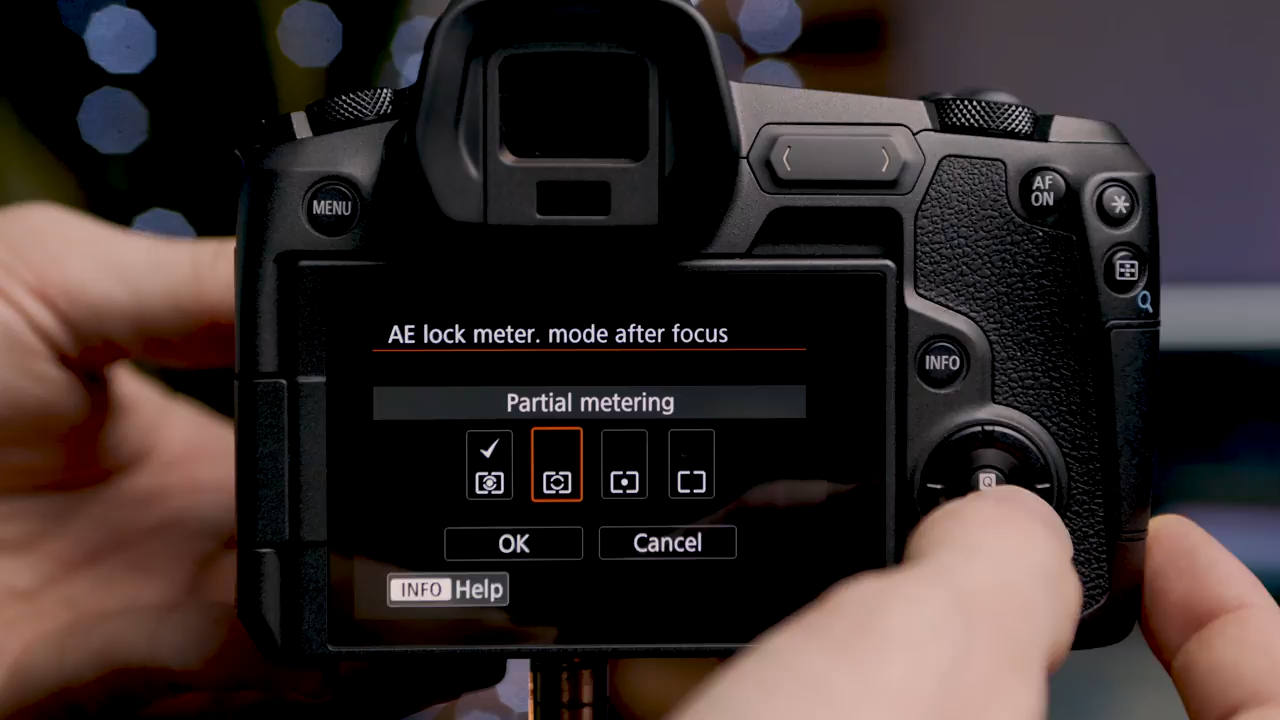 MENU
AF
ON
INFO
Q
AE lock meter. mode after focus
Partial metering
OK
Cancel
INFO Help